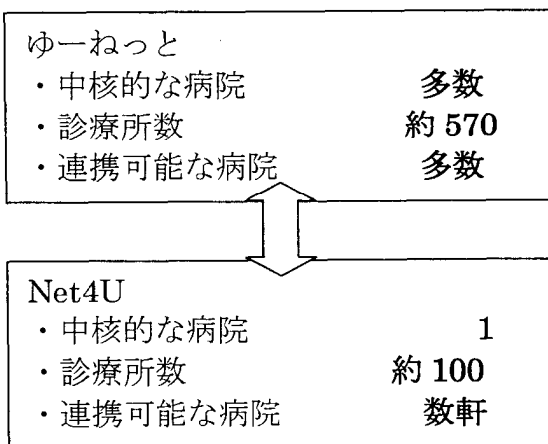 ゆーねっと
・中核的な病院 多数
・診療所数 約 570
・連携可能な病院 多数
Net4U
・中核的な病院 1
・診療所数 約 100
・連携可能な病院 数軒